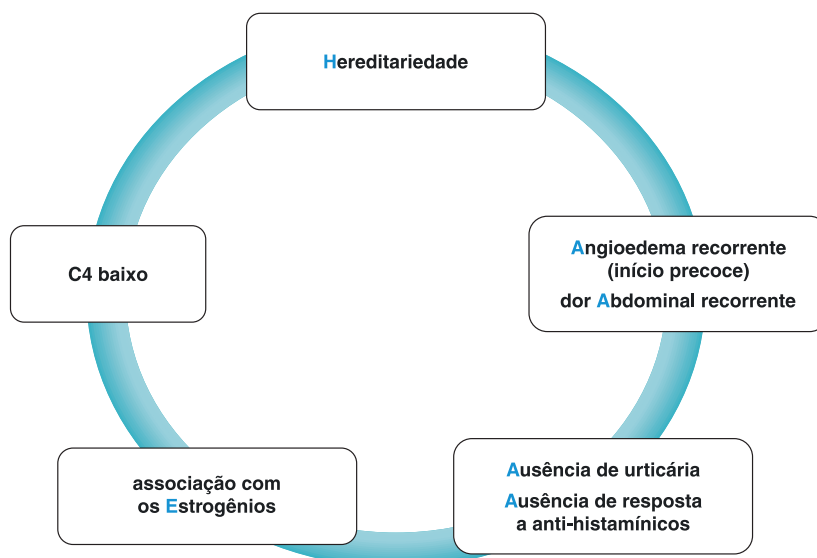 Hereditariedade
Angioedema recorrente
(início precoce)
dor Abdominal recorrente
Ausência de urticária
Ausência de resposta
a anti-histamínicos
associação com
os Estrogênios
C4 baixo